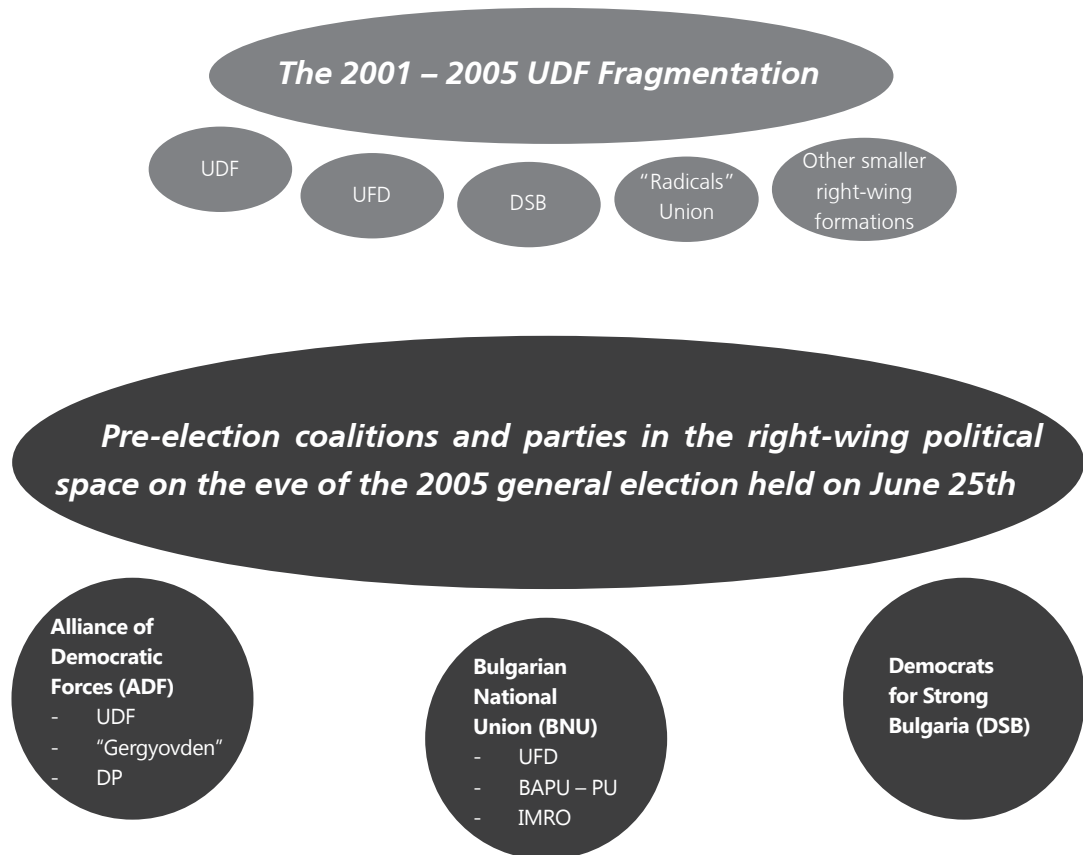 The 2001 – 2005 UDF Fragmentation
UDF
UFD
DSB
“Radicals”
Union
Other smaller
right-wing
formations
Pre-election coalitions and parties in the right-wing political
space on the eve of the 2005 general election held on June 25th
Alliance of
Democratic
Forces (ADF)
- UDF
- “Gergyovden”
- DP
Bulgarian
National
Union (BNU)
- UFD
- BAPU – PU
- IMRO
Democrats
for Strong
Bulgaria (DSB)